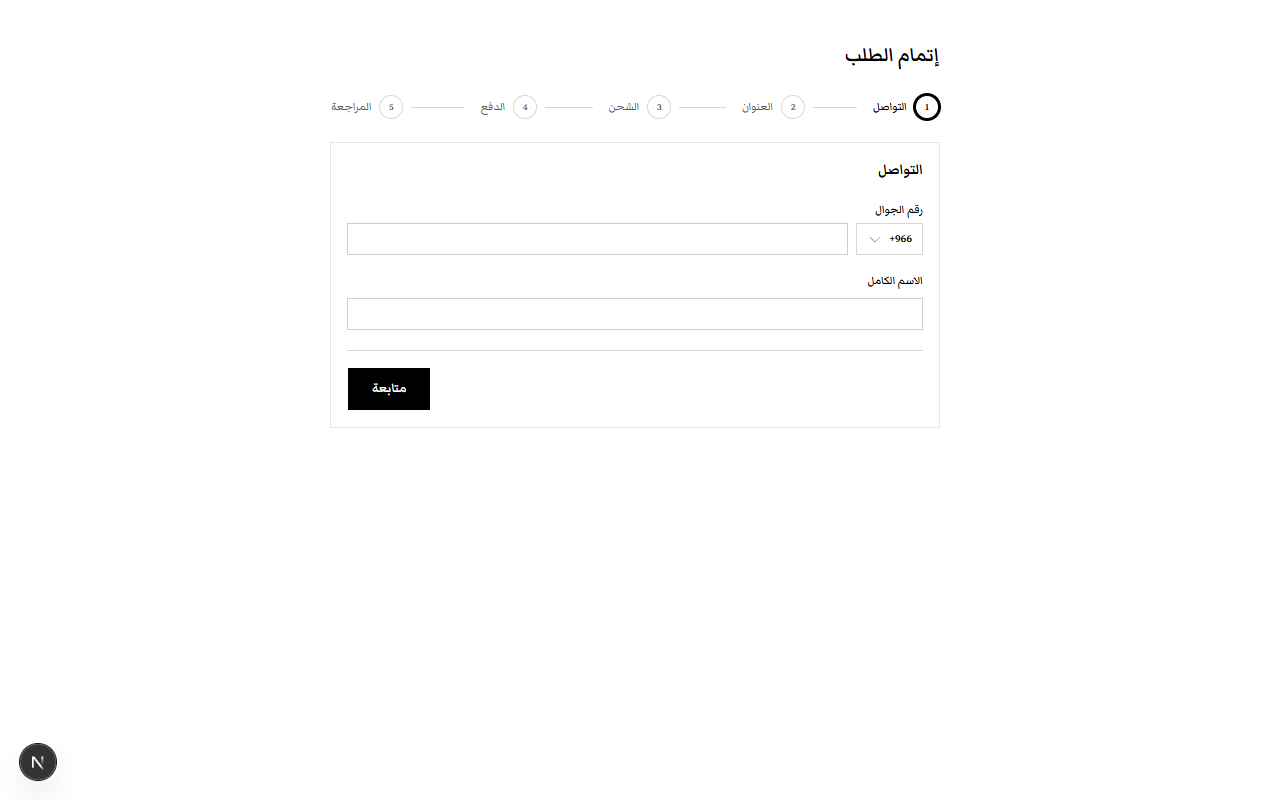 إتمام الطلب
1 التواصل 2 العنوان 3 الشحن 4 الدفع 5 المراجعة
التواصل
رقم الجوال
+966
الاسم الكامل
متابعة
N